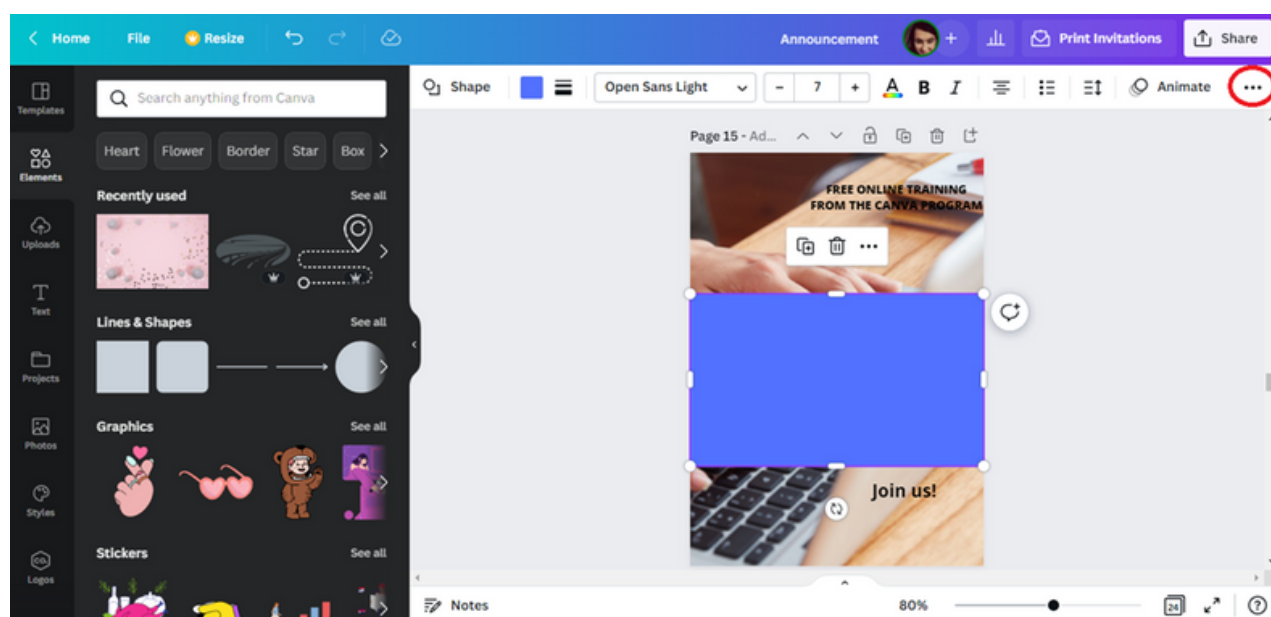 Home File Resize Announcement + Print Invitations Share
Shape Open Sans Light - 7 + A B I Animate ...
Templates
Search anything from Canva
Page 15 - Ad...
Heart Flower Border Star Box
Elements
Recently used See all
FREE ONLINE TRAINING
FROM THE CANVA PROGRAM
Uploads
Text
Lines & Shapes See all
Projects
Graphics See all
Photos
Join us!
Styles
Stickers See all
CO.
Logos
Notes 80% 24 ?